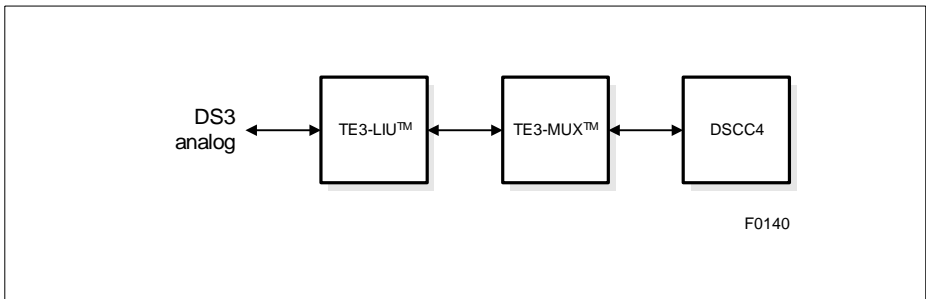 DS3
analog
TE3-LIU™
TE3-MUX™
DSCC4
F0140